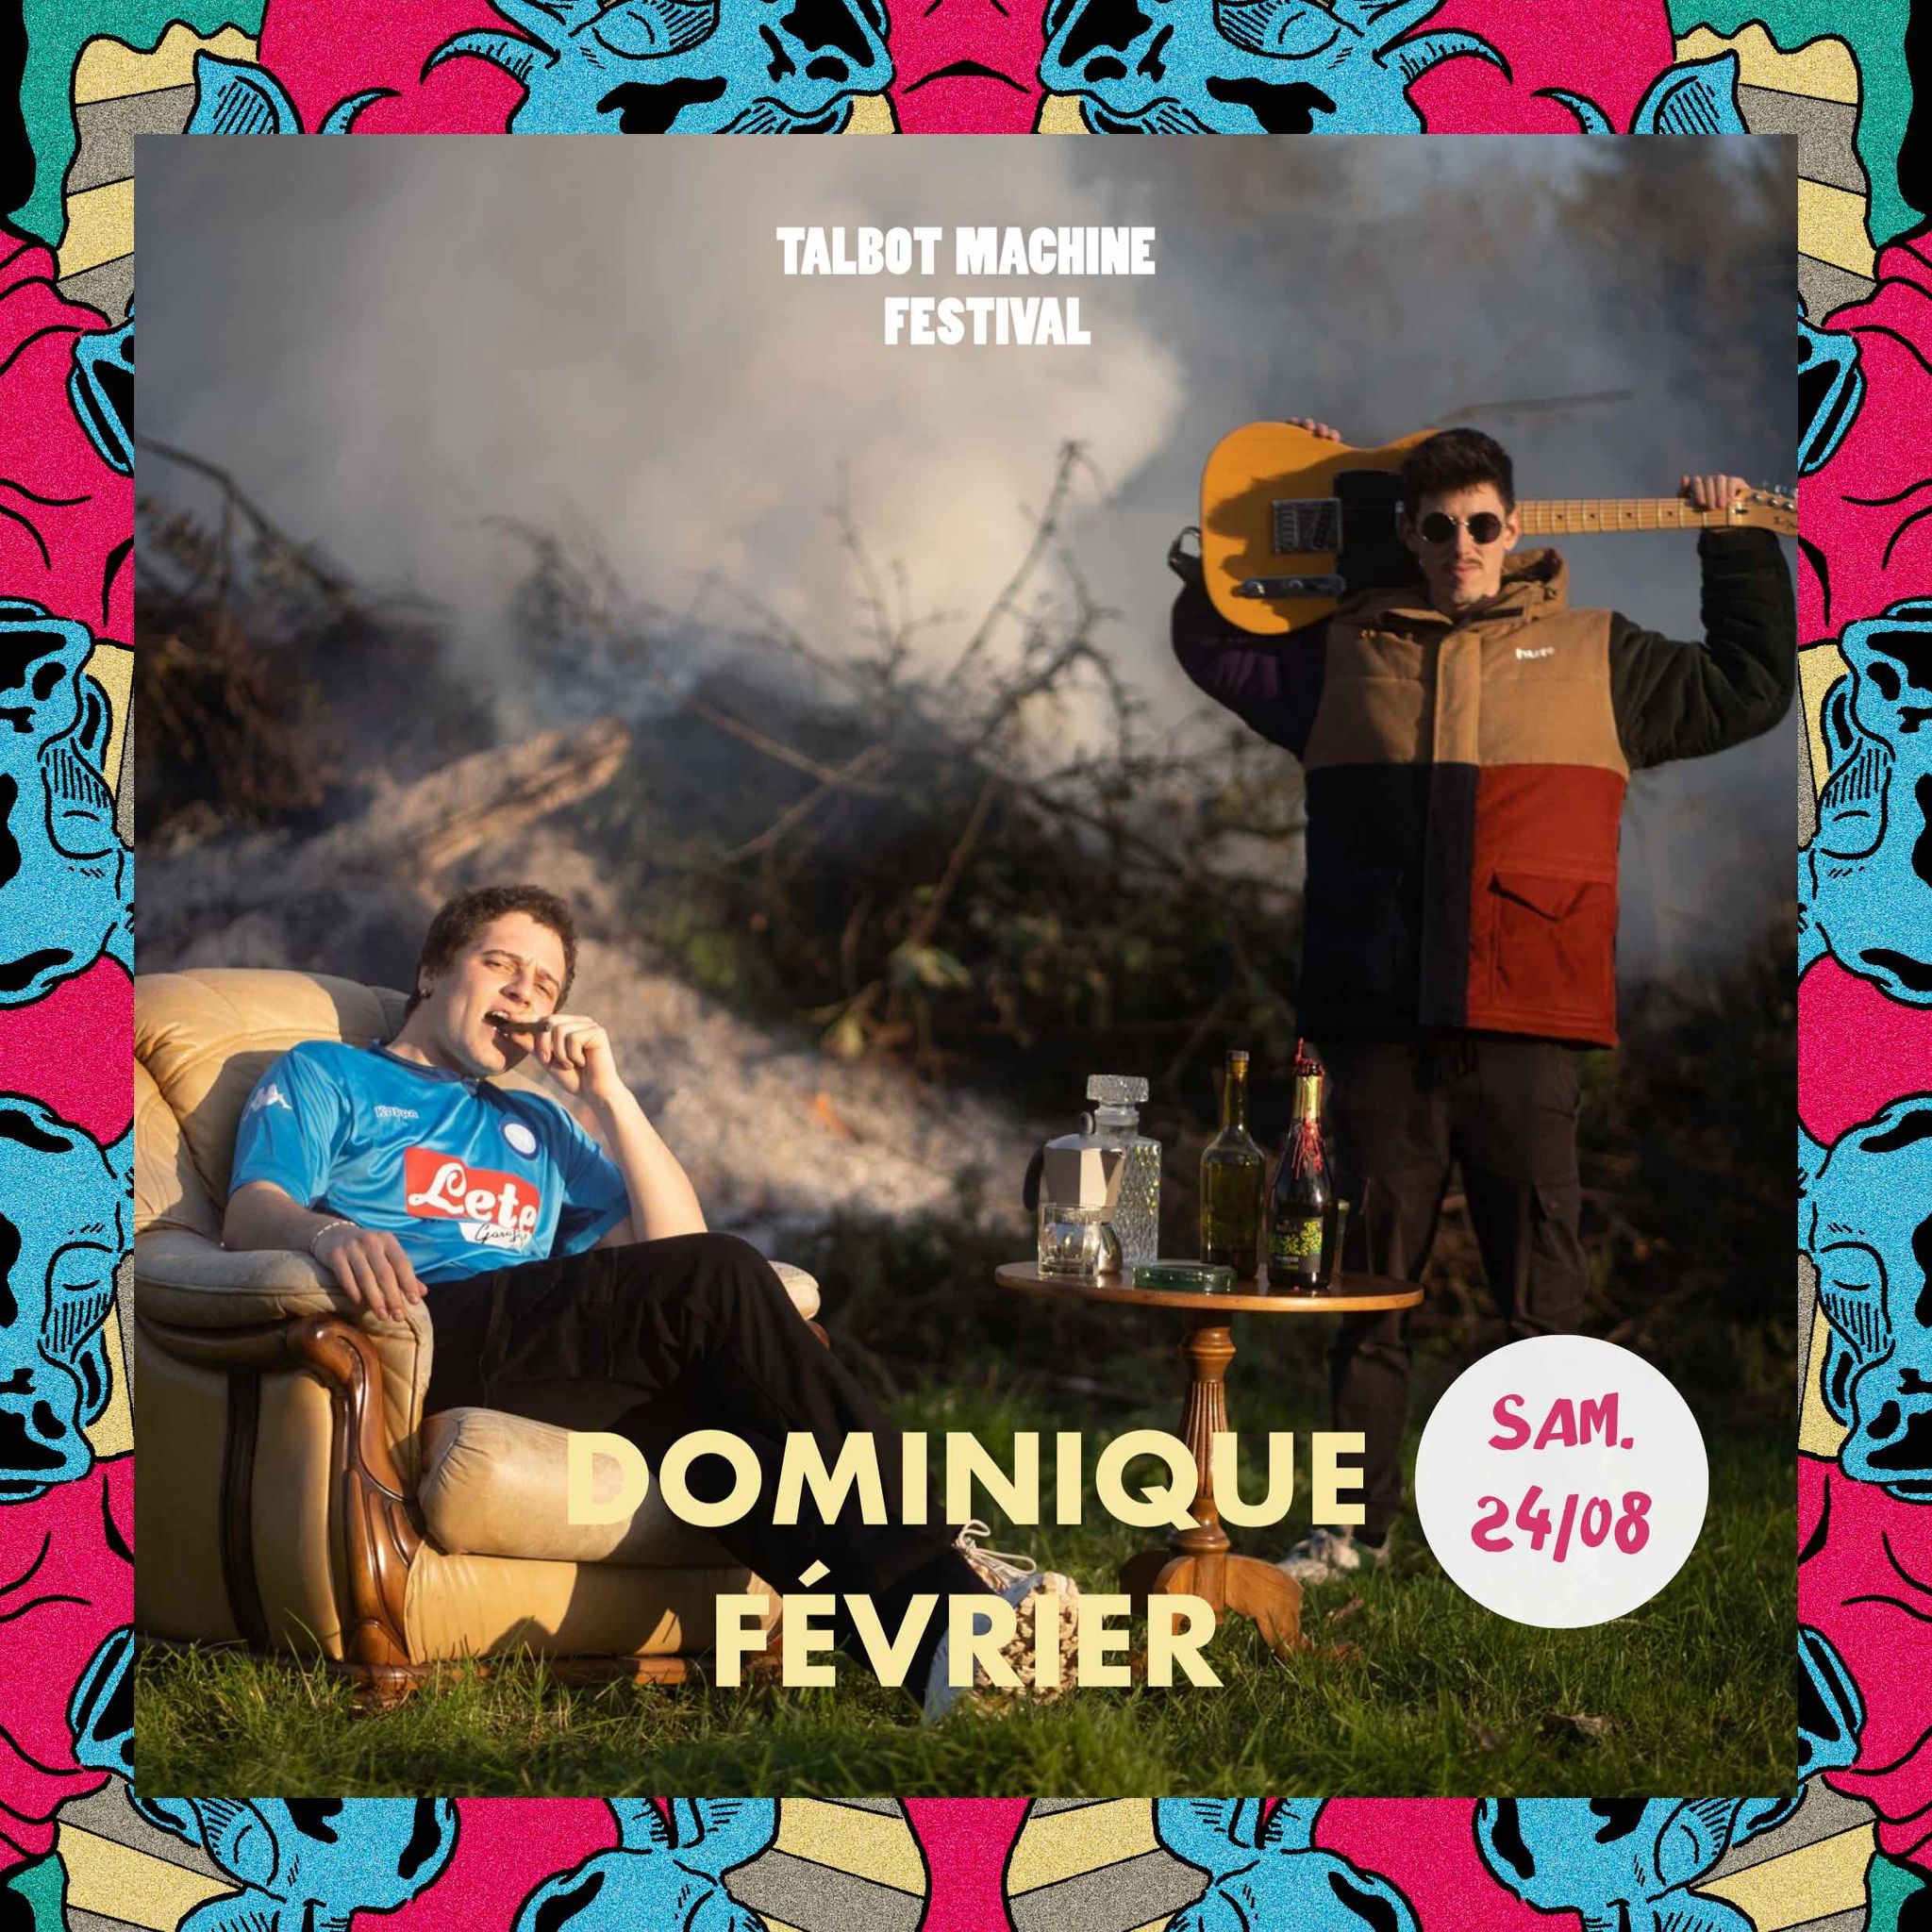 TALBOT MACHINE
FESTIVAL
Kappa
Lete
DOMINIQUE
FÉVRIER
SAM.
24/08